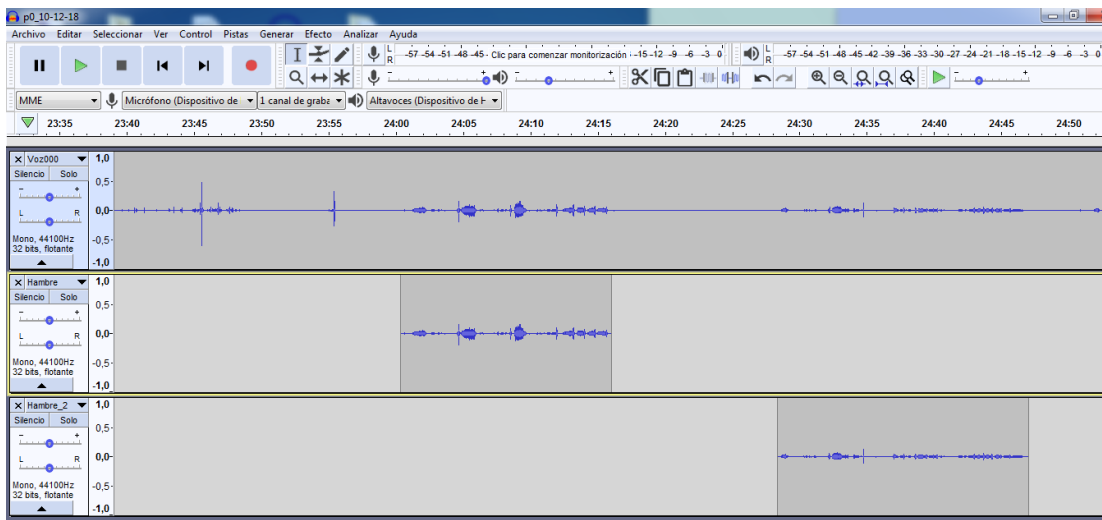 p0_10-12-18
Archivo Editar Seleccionar Ver Control Pistas Generar Efecto Analizar Ayuda
L R -57 -54 -51 -48 -45 - Clic para comenzar monitorización -15 -12 -9 -6 -3 0 L R -57 -54 -51 -48 -45 -42 -39 -36 -33 -30 -27 -24 -21 -18 -15 -12 -9 -6 -3 0
MME Micrófono (Dispositivo de 1 canal de graba Altavoces (Dispositivo de
23:35 23:40 23:45 23:50 23:55 24:00 24:05 24:10 24:15 24:20 24:25 24:30 24:35 24:40 24:45 24:50
X Voz000 1,0
Silencio Solo
0,5
- +
L R 0,0
Mono, 44100Hz -0,5
32 bits, flotante
-1,0
X Hambre 1,0
Silencio Solo
0,5
- +
L R 0,0
Mono, 44100Hz -0,5
32 bits, flotante
-1,0
X Hambre_2 1,0
Silencio Solo
0,5
- +
L R 0,0
Mono, 44100Hz -0,5
32 bits, flotante
-1,0